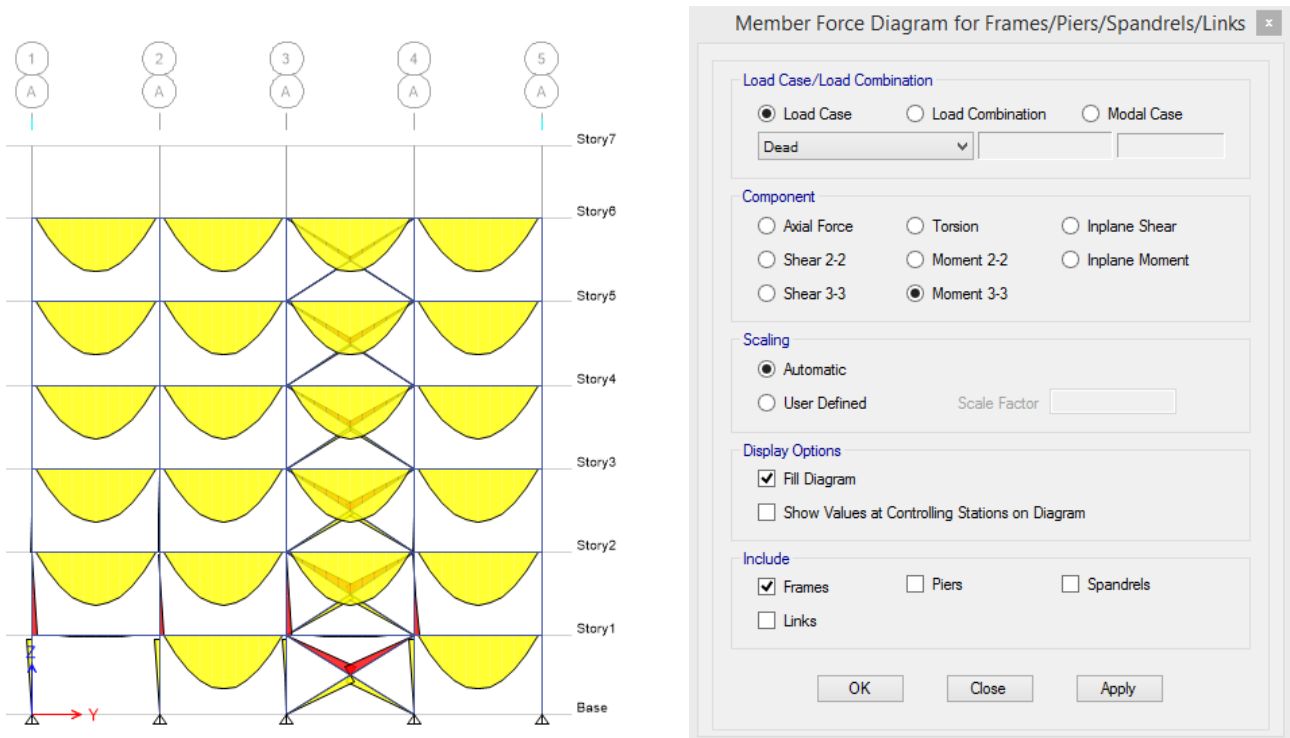 1 2 3 4 5
A A A A A
Story7
Story6
Story5
Story4
Story3
Story2
Story1
Base
Z
Y
Member Force Diagram for Frames/Piers/Spandrels/Links x
Load Case/Load Combination
Load Case Load Combination Modal Case
Dead
Component
Axial Force Torsion Inplane Shear
Shear 2-2 Moment 2-2 Inplane Moment
Shear 3-3 Moment 3-3
Scaling
Automatic
User Defined Scale Factor
Display Options
Fill Diagram
Show Values at Controlling Stations on Diagram
Include
Frames Piers Spandrels
Links
OK Close Apply